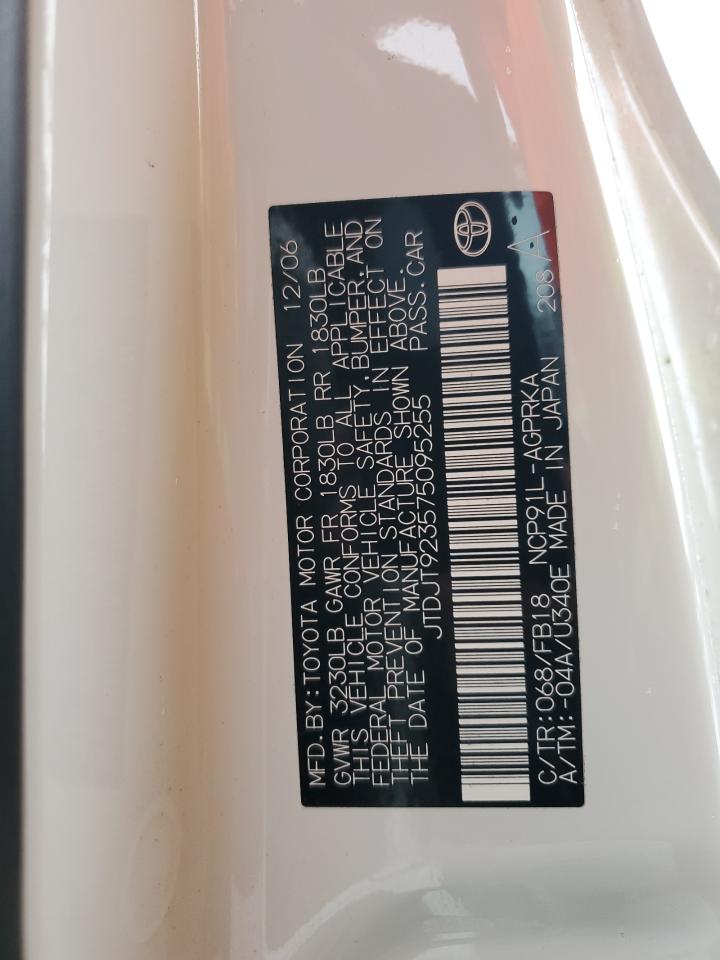 MFD.BY:TOYOTA MOTOR CORPORATION 12/06
GVWR 3230LB GAWR FR 1830LB RR 1830LB
THIS VEHICLE CONFORMS TO ALL APPLICABLE
FEDERAL MOTOR VEHICLE SAFETY,BUMPER,AND
THEFT PREVENTION STANDARDS IN EFFECT ON
THE DATE OF MANUFACTURE SHOWN ABOVE.
JTDJT923575095255 PASS.CAR
C/TR:068/FB18 NCP91L-AGPRKA 208 A
A/TM:-04A/U340E MADE IN JAPAN